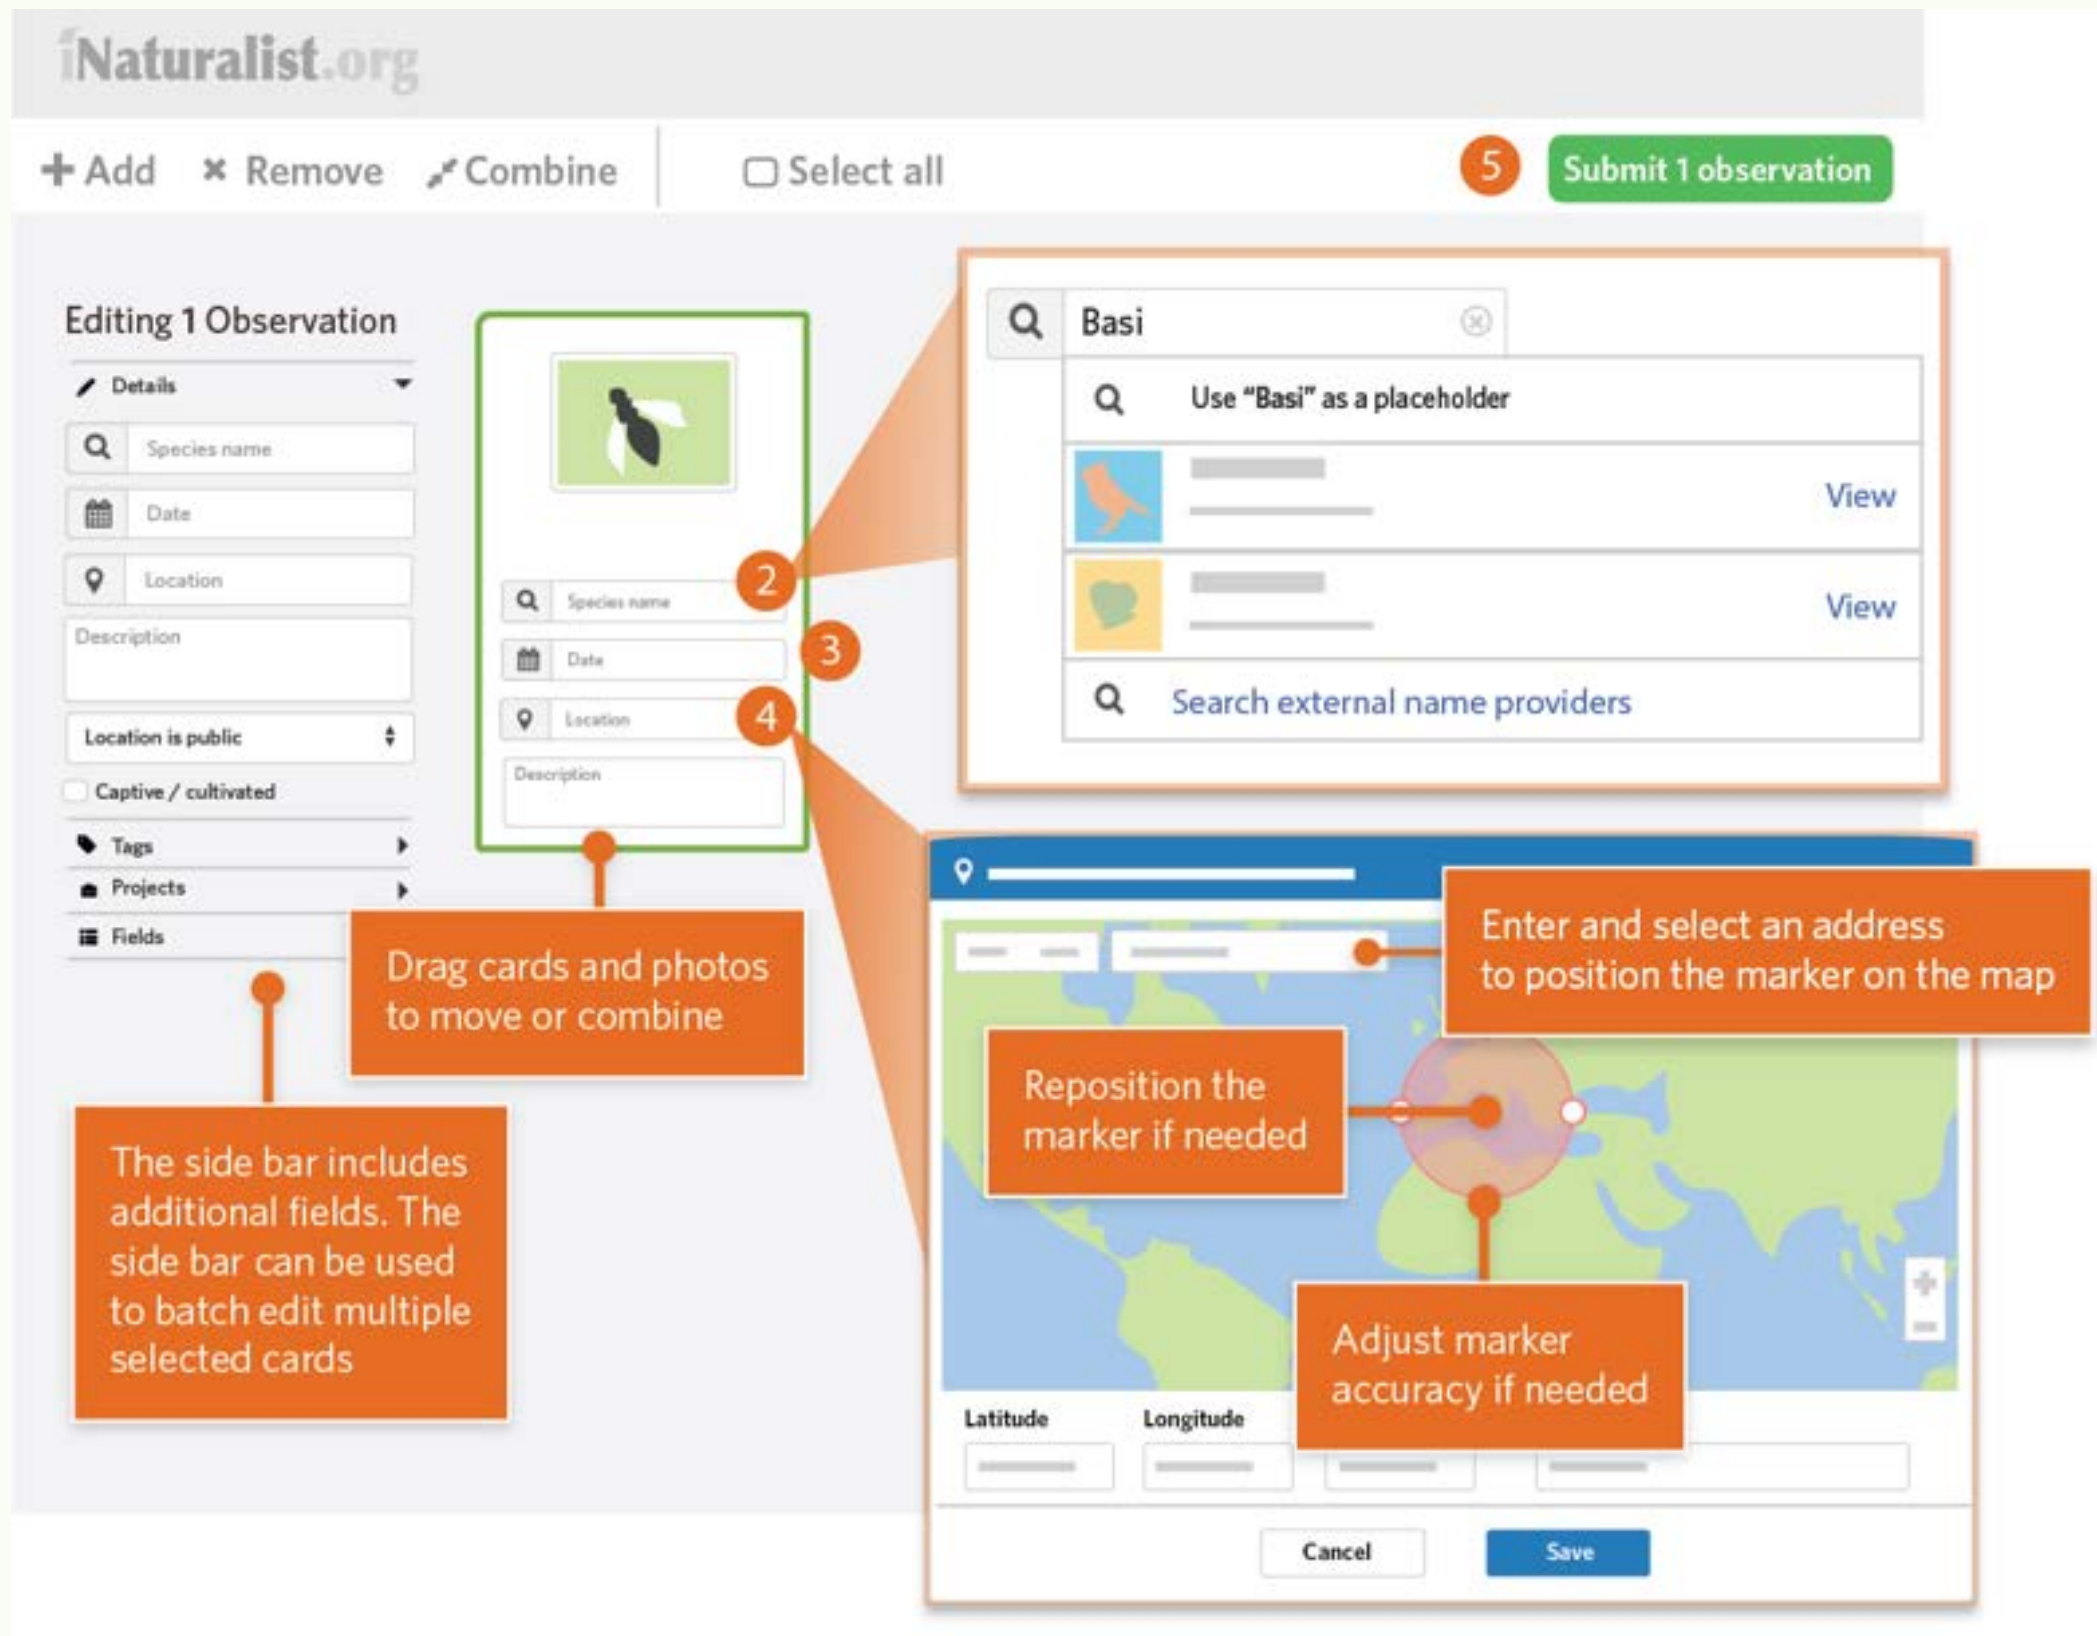 iNaturalist.org
Add Remove Combine Select all 5 Submit 1 observation
Editing 1 Observation
Details
Species name
Date
Location
Description
Location is public
Captive / cultivated
Tags
Projects
Fields
2
Species name
3
Date
4
Location
Description
Drag cards and photos
to move or combine
The side bar includes
additional fields. The
side bar can be used
to batch edit multiple
selected cards
Basi
Use “Basi” as a placeholder
View
View
Search external name providers
Enter and select an address
to position the marker on the map
Reposition the
marker if needed
Adjust marker
accuracy if needed
Latitude Longitude
Cancel Save